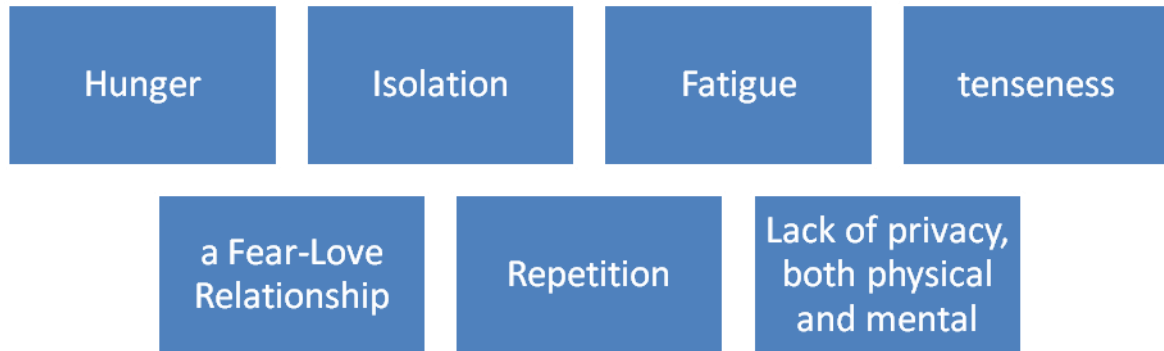 Hunger
Isolation
Fatigue
tenseness
a Fear-Love
Relationship
Repetition
Lack of privacy,
both physical
and mental